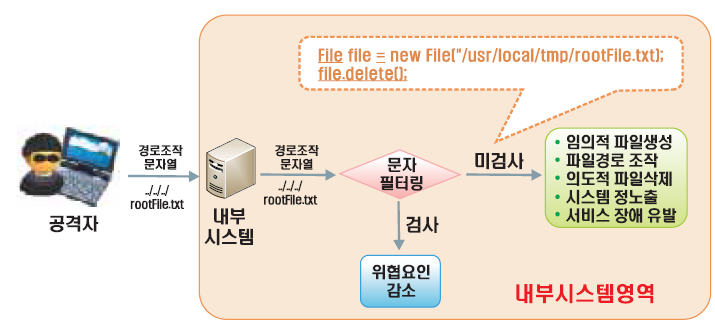 File file = new File("/usr/local/tmp/rootFile.txt);
file.delete();
경로조작
문자열
../../../
rootFile.txt
공격자
내부
시스템
경로조작
문자열
../../../
rootFile.txt
문자
필터링
미검사
• 임의적 파일생성
• 파일경로 조작
• 의도적 파일삭제
• 시스템 정노출
• 서비스 장애 유발
검사
위협요인
감소
내부시스템영역